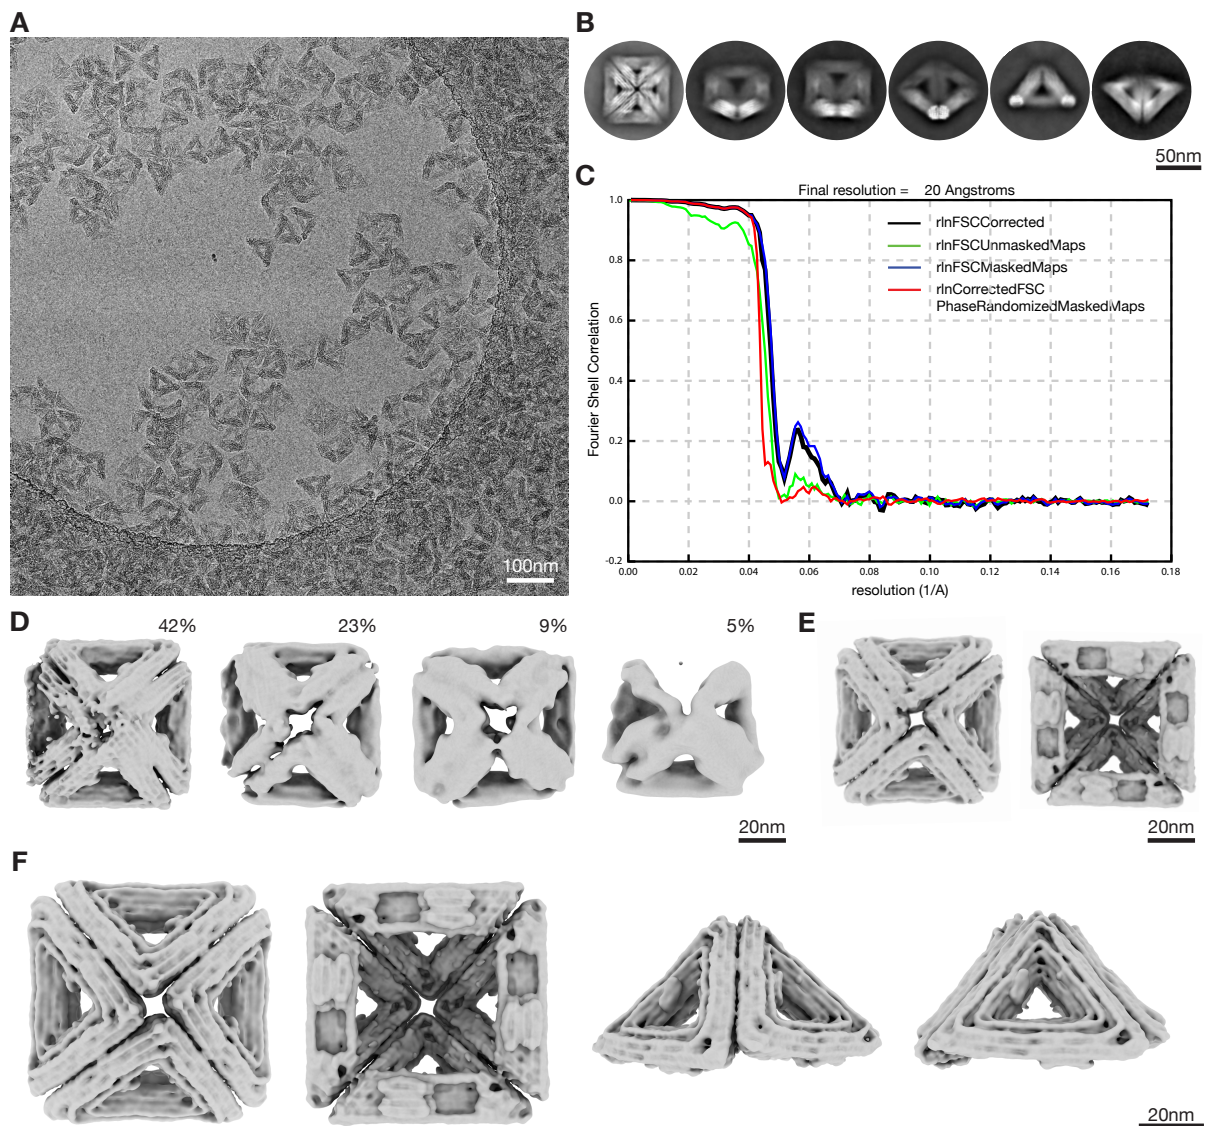 A
100nm
B
50nm
C
Final resolution = 20 Angstroms
1.0
0.8
0.6
0.4
0.2
0.0
-0.2
Fourier Shell Correlation
rlnFSCCorrected
rlnFSCUnmaskedMaps
rlnFSCMaskedMaps
rlnCorrectedFSC
PhaseRandomizedMaskedMaps
0.00 0.02 0.04 0.06 0.08 0.10 0.12 0.14 0.16 0.18
resolution (1/A)
D
42% 23% 9% 5%
20nm
E
20nm
F
20nm